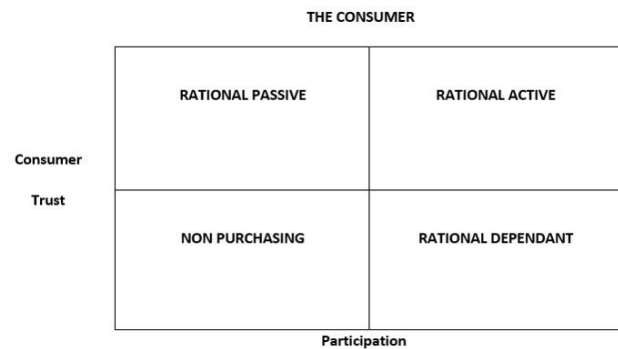 THE CONSUMER
RATIONAL PASSIVE
RATIONAL ACTIVE
Consumer
Trust
NON PURCHASING
RATIONAL DEPENDANT
Participation